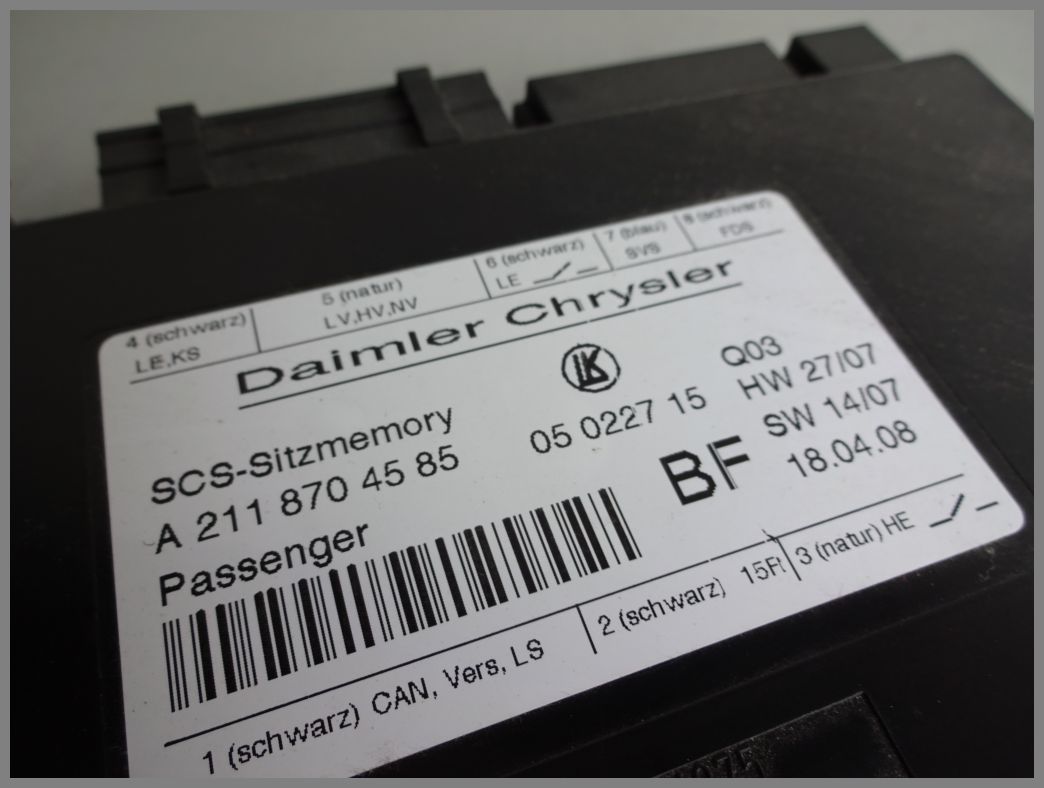 4 (schwarz) 5 (natur) 6 (schwarz) 7 (blau) 8 (schwarz)
LE,KS LV,HV,NV LE SVS FDS
Daimler Chrysler
LK
SCS-Sitzmemory 05 0227 15 Q03
A 211 870 45 85 BF HW 27/07
Passenger SW 14/07
18.04.08
1 (schwarz) CAN, Vers, LS 2 (schwarz) 15Ft 3 (natur) HE